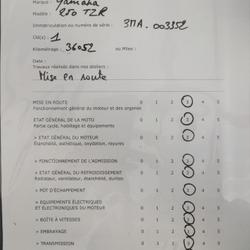 Marque : Yamaha
Modèle : 250 TZR
Immatriculation ou numéro de série : 3MA.003352
Clé(s) : 1
Kilométrage : 36052 ou Miles :
Date :
Travaux réalisés dans nos ateliers :
Mise en route
MISE EN ROUTE 0 1 2 3 4 5
Fonctionnement général du moteur et des organes
ETAT GÉNÉRAL DE LA MOTO 0 1 2 3 4 5
Partie cycle, habillage et équipements
> ETAT GÉNÉRAL DU MOTEUR 0 1 2 3 4 5
Etanchéité, esthétique, oxydation, rayures
> FONCTIONNEMENT DE L'ADMISSION 0 1 2 3 4 5
> ETAT GÉNÉRAL DU REFROIDISSEMENT 0 1 2 3 4 5
Radiateur, ventilateur, étanchéité, durites
> POT D'ÉCHAPPEMENT 0 1 2 3 4 5
> EQUIPEMENTS ÉLECTRIQUES 0 1 2 3 4 5
ET ÉLECTRONIQUES DU MOTEUR
> BOÎTE À VITESSES 0 1 2 3 4 5
> EMBRAYAGE 0 1 2 3 4 5
> TRANSMISSION 0 1 2 3 4 5